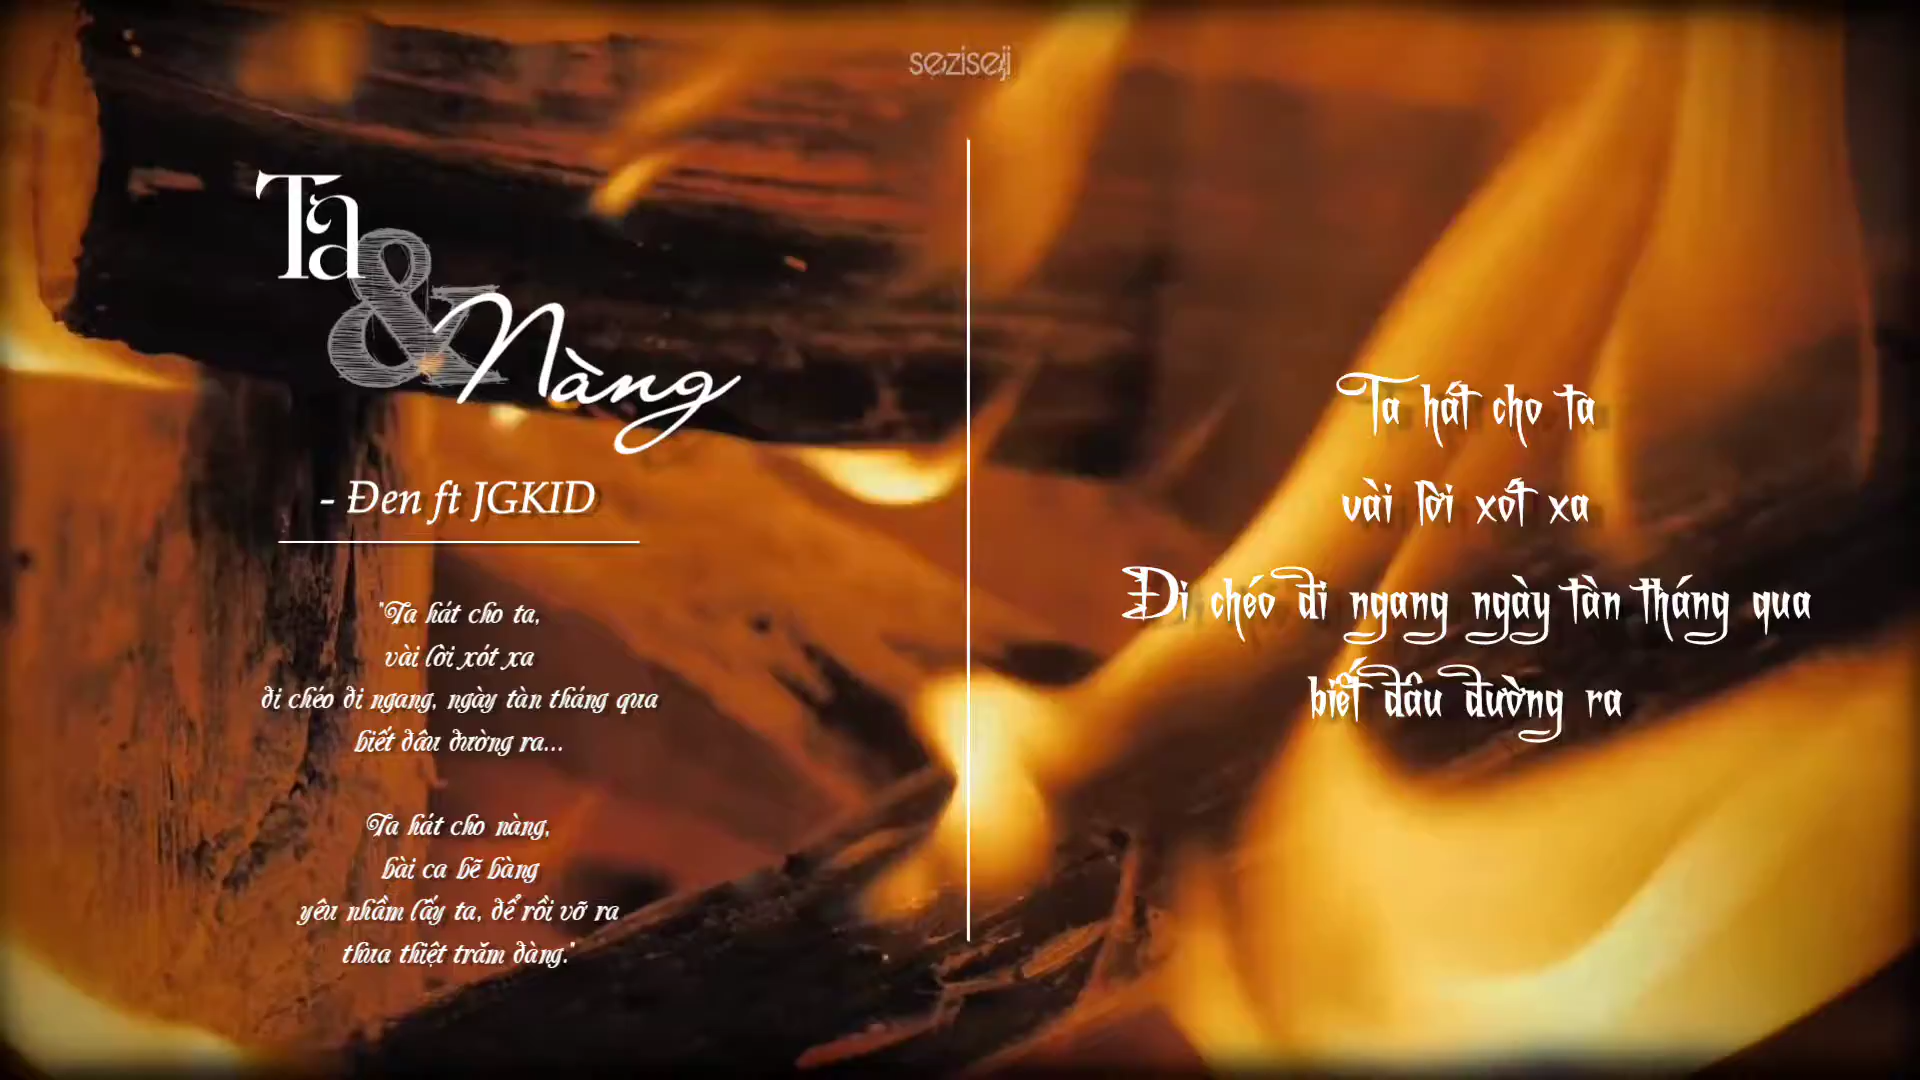 seziseji
Ta
&
Nàng
- Đen ft JGKID
"Ta hát cho ta,
vài lời xót xa
đi chéo đi ngang, ngày tàn tháng qua
biết đâu đường ra...
Ta hát cho nàng,
bài ca bẽ bàng
yêu nhầm lấy ta, để rồi vỡ ra
thua thiệt trăm đàng."
Ta hát cho ta
vài lời xót xa
Đi chéo đi ngang ngày tàn tháng qua
biết đâu đường ra